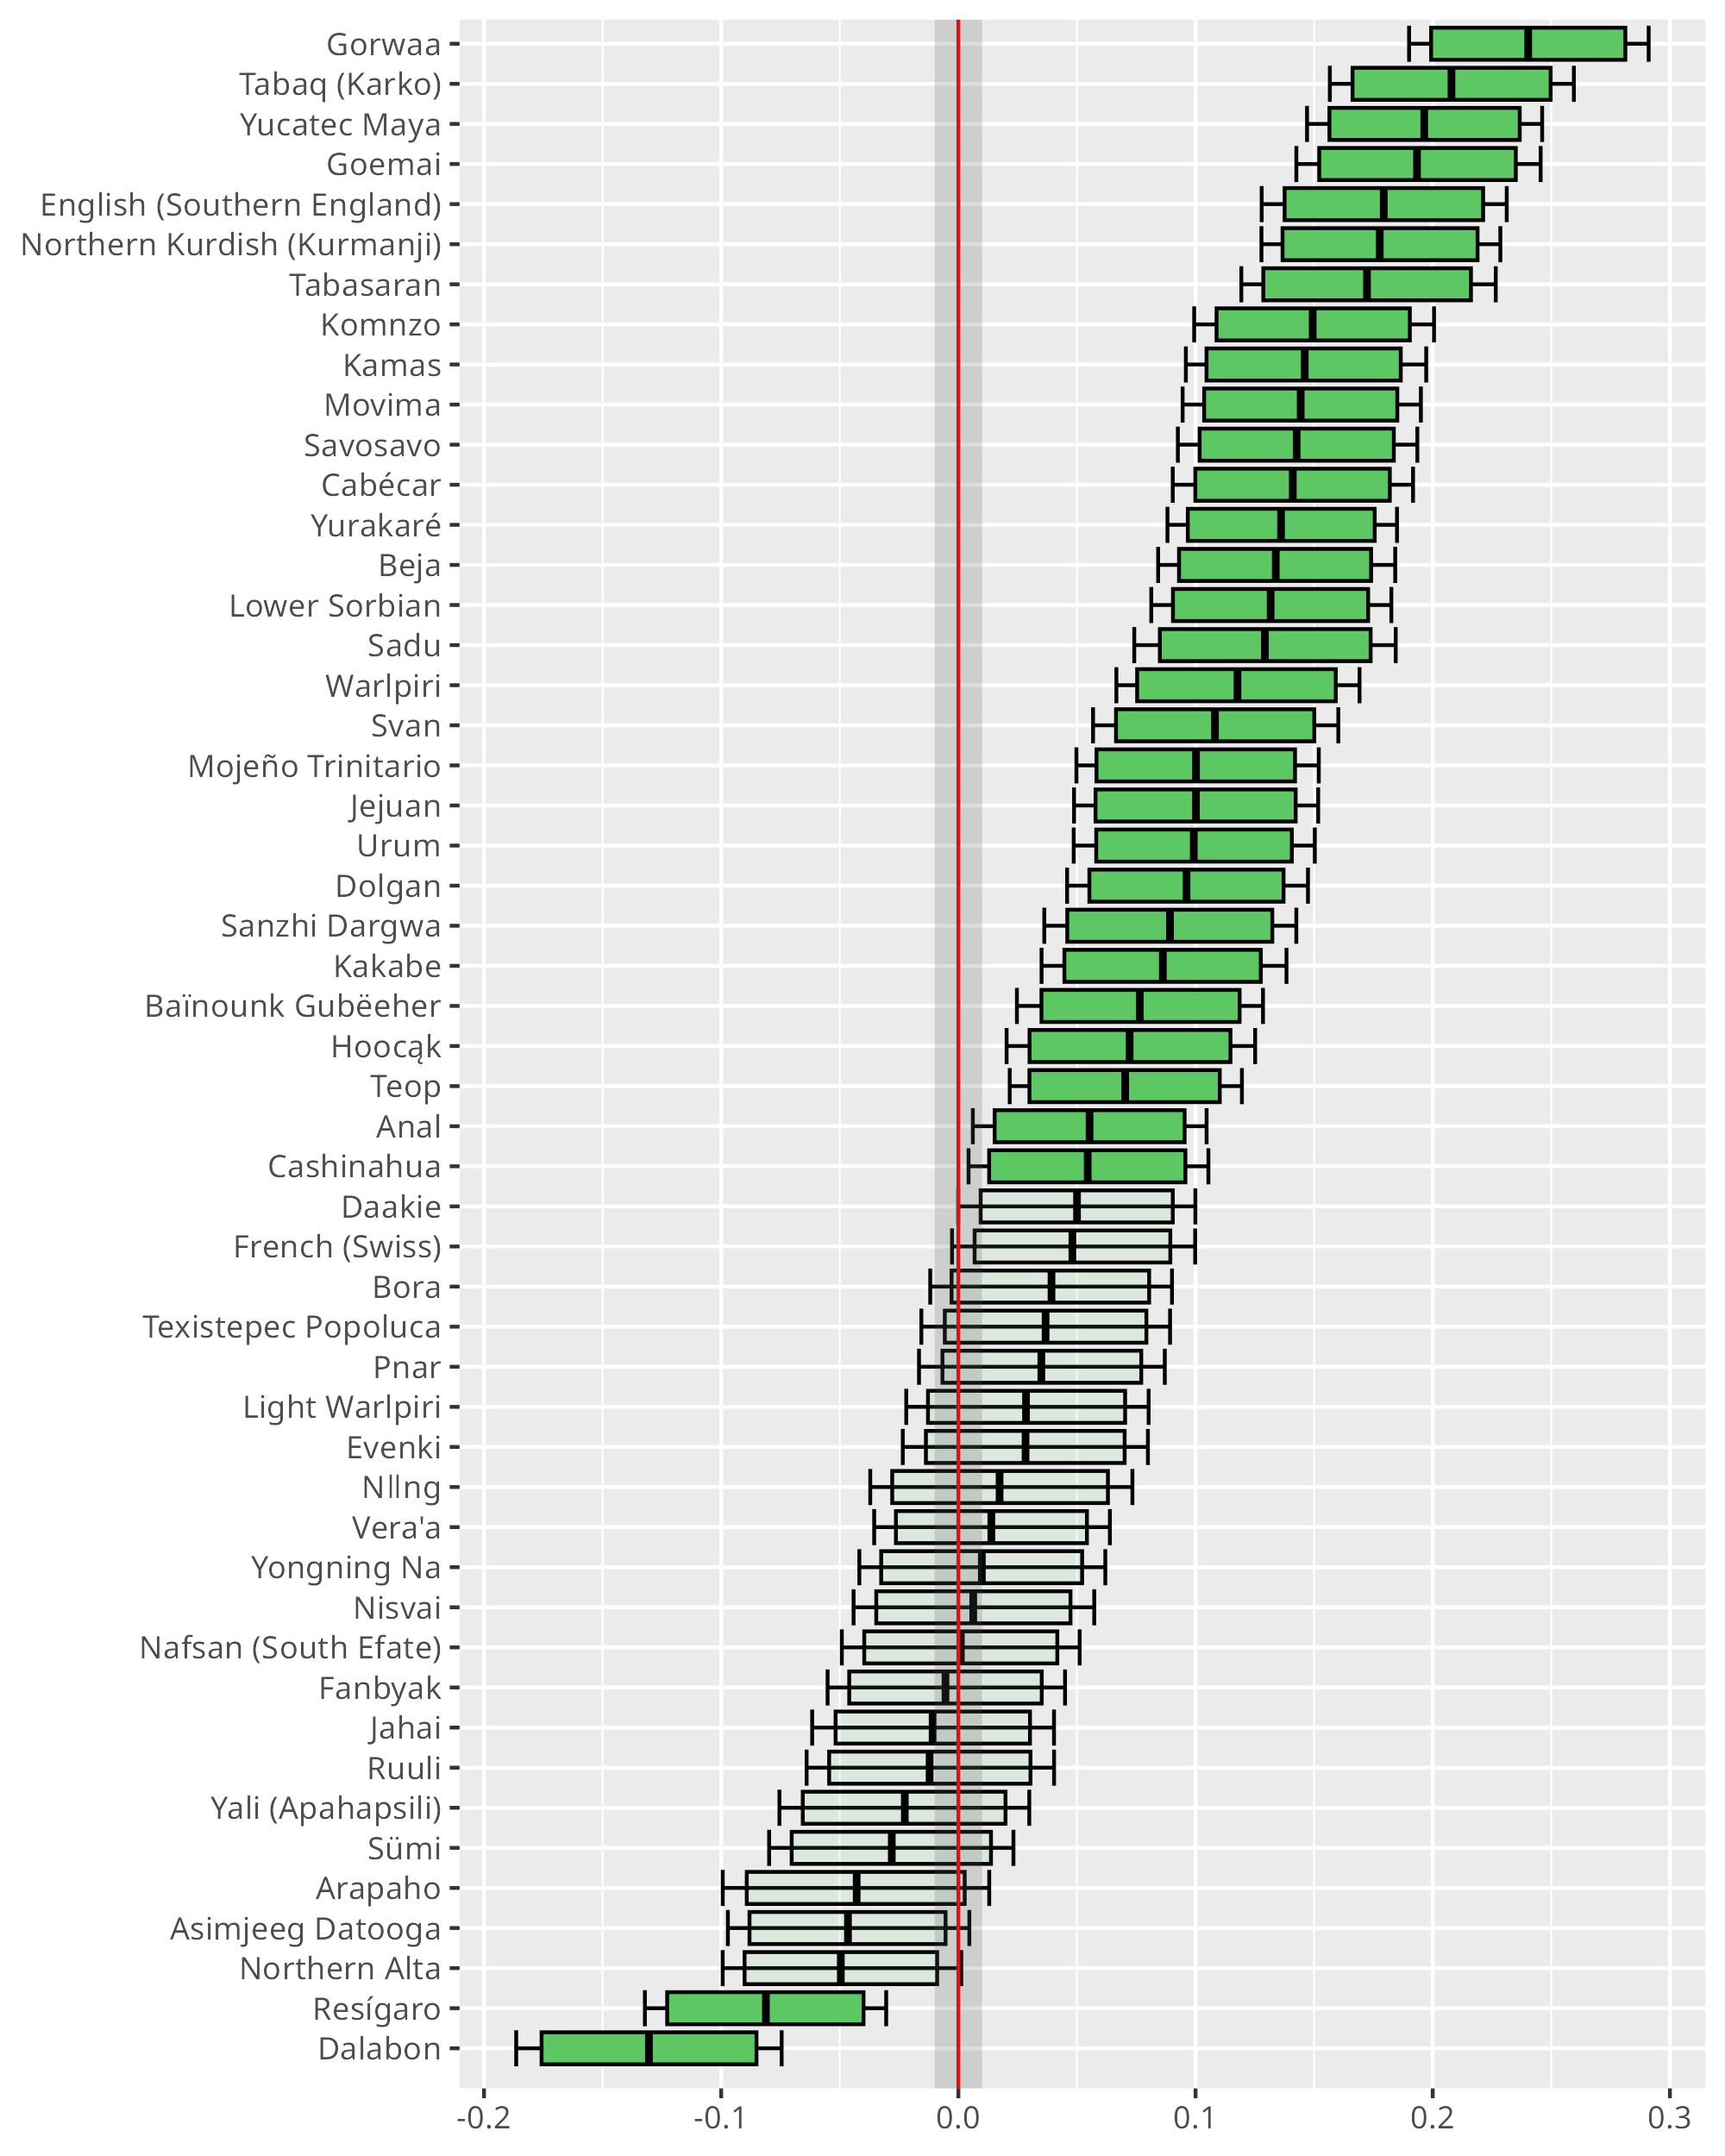 Gorwaa
Tabaq (Karko)
Yucatec Maya
Goemai
English (Southern England)
Northern Kurdish (Kurmanji)
Tabasaran
Komnzo
Kamas
Movima
Savosavo
Cabécar
Yurakaré
Beja
Lower Sorbian
Sadu
Warlpiri
Svan
Mojeño Trinitario
Jejuan
Urum
Dolgan
Sanzhi Dargwa
Kakabe
Baïnounk Gubëeher
Hoocąk
Teop
Anal
Cashinahua
Daakie
French (Swiss)
Bora
Texistepec Popoluca
Pnar
Light Warlpiri
Evenki
Nǁng
Vera'a
Yongning Na
Nisvai
Nafsan (South Efate)
Fanbyak
Jahai
Ruuli
Yali (Apahapsili)
Sümi
Arapaho
Asimjeeg Datooga
Northern Alta
Resígaro
Dalabon
-0.2 -0.1 0.0 0.1 0.2 0.3